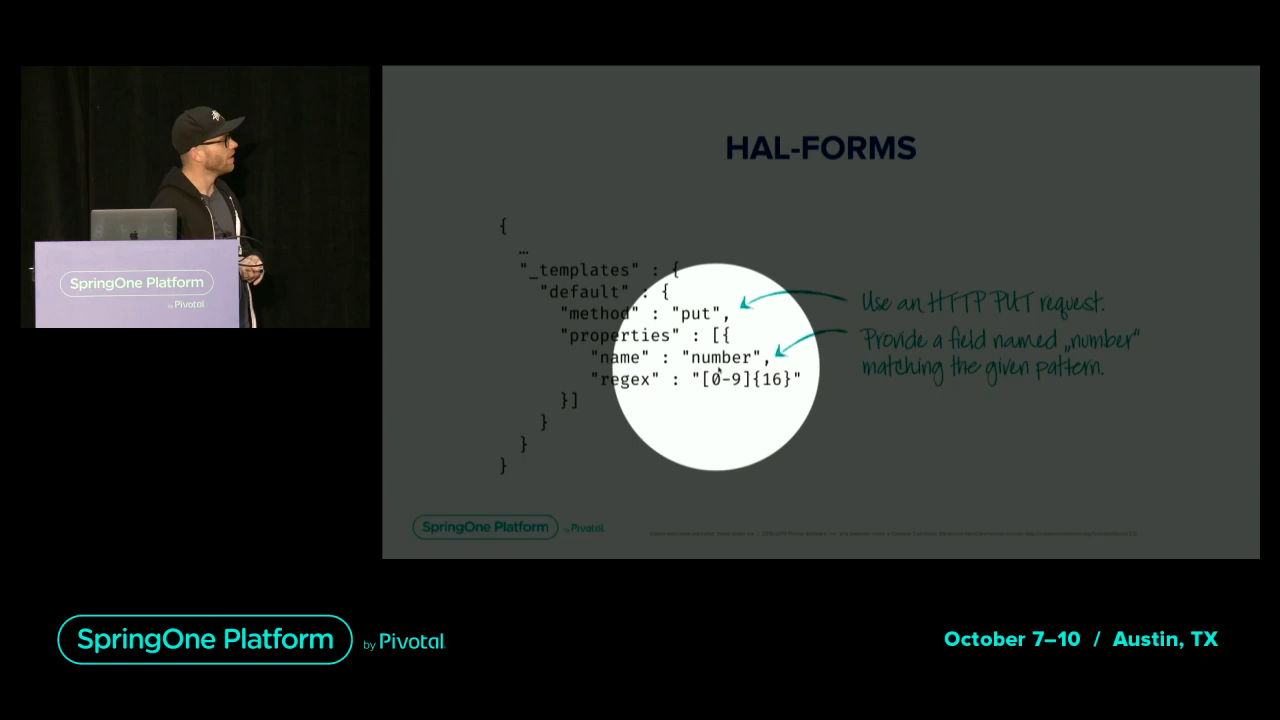 SpringOne Platform
by Pivotal
HAL-FORMS
{
…
"_templates" : {
"default" : {
"method" : "put",
"properties" : [{
"name" : "number",
"regex" : "[0-9]{16}"
}]
}
}
}
Use an HTTP PUT request.
Provide a field named „number“
matching the given pattern.
SpringOne Platform by Pivotal
SpringOne Platform by Pivotal
October 7–10 / Austin, TX